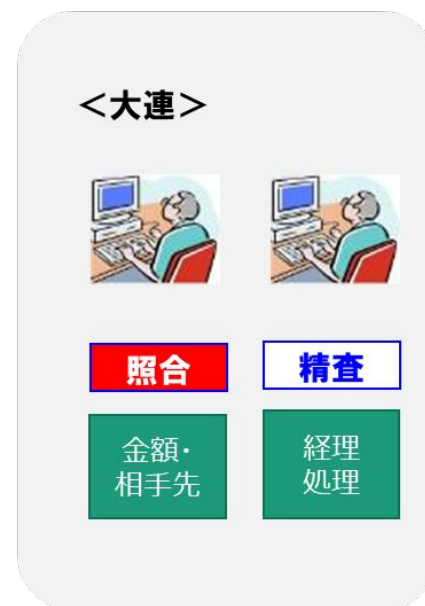 ＜大連＞
照合
精査
金額・
相手先
経理
処理